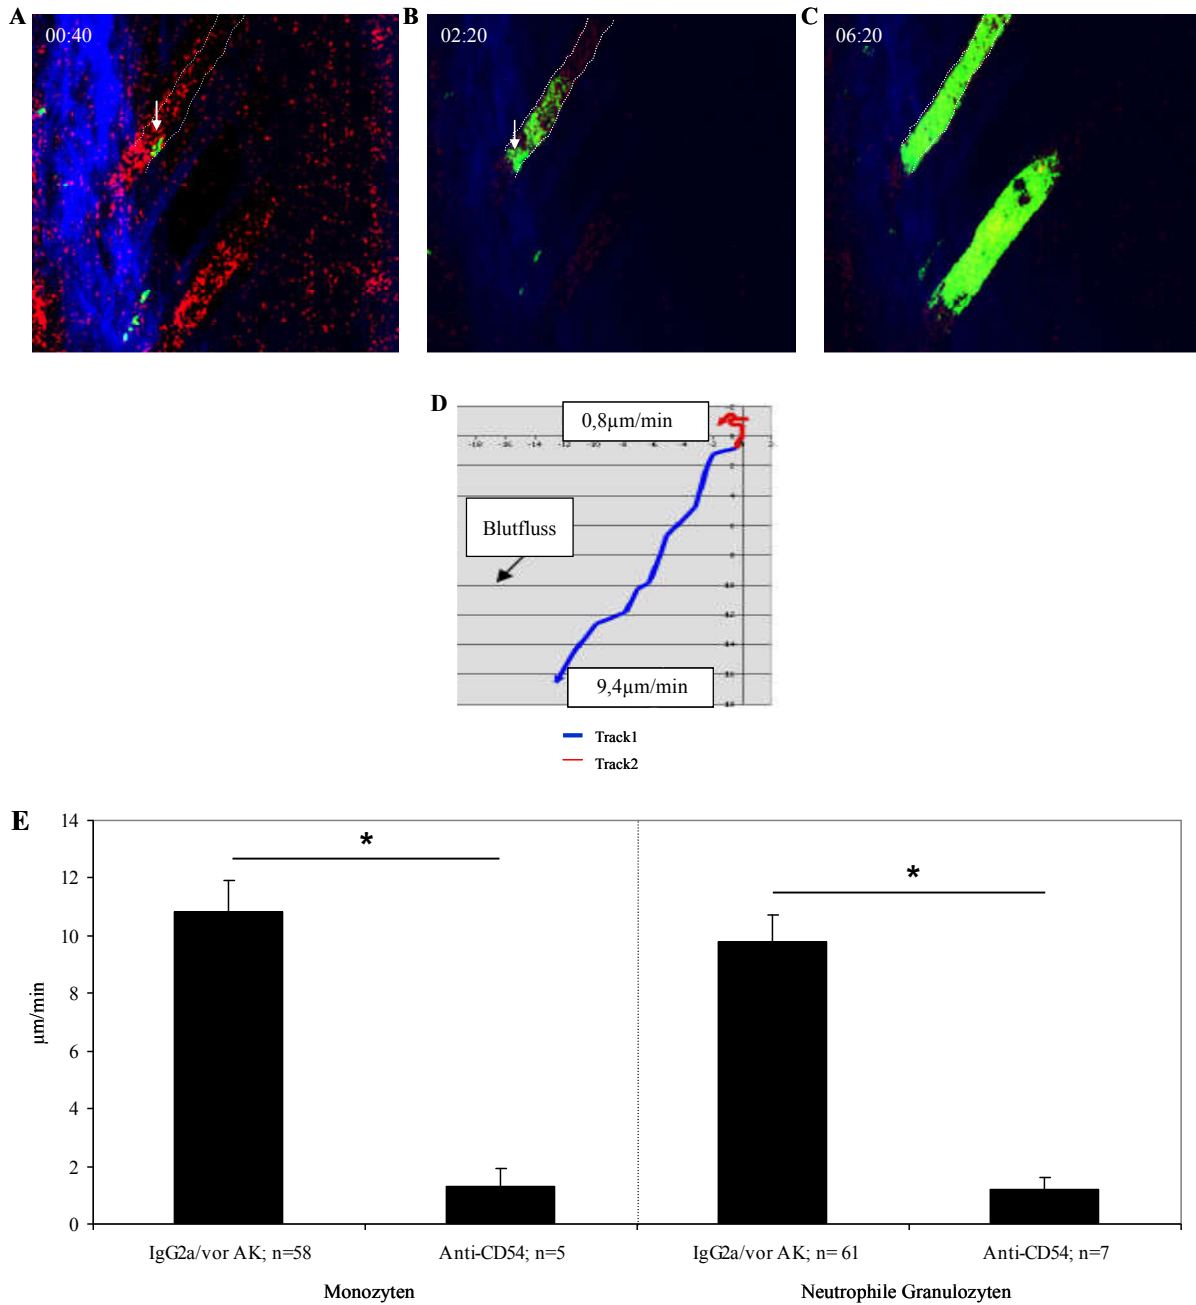 A
00:40
B
02:20
C
06:20
D
0,8µm/min
Blutfluss
9,4µm/min
Track1
Track2
E
14
12
10
8
6
4
2
0
µm/min
*
*
IgG2a/vor AK; n=58
Anti-CD54; n=5
IgG2a/vor AK; n= 61
Anti-CD54; n=7
Monozyten
Neutrophile Granulozyten